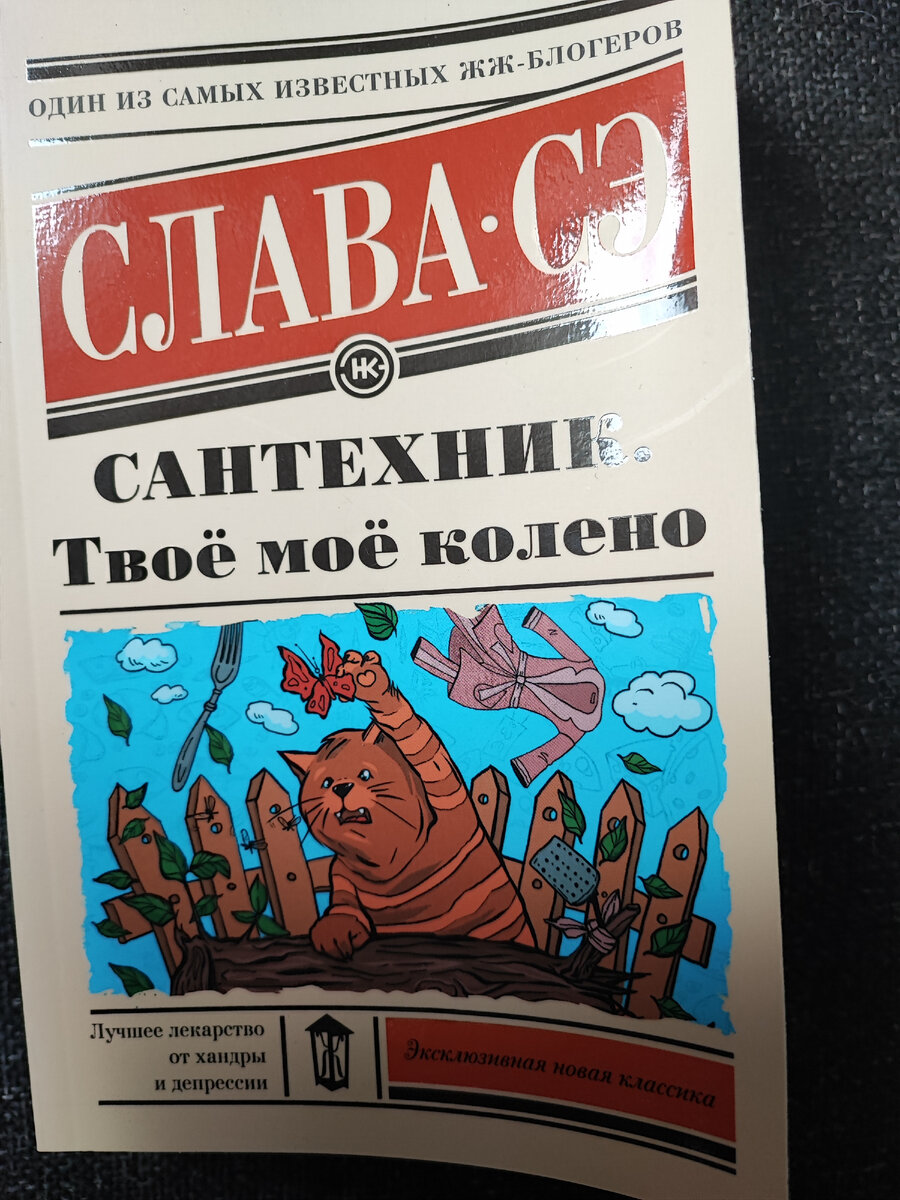 ОДИН ИЗ САМЫХ ИЗВЕСТНЫХ ЖЖ-БЛОГЕРОВ
СЛАВА·СЭ
НК
САНТЕХНИК.
Твоё моё колено
Лучшее лекарство
от хандры
и депрессии
Эксклюзивная новая классика